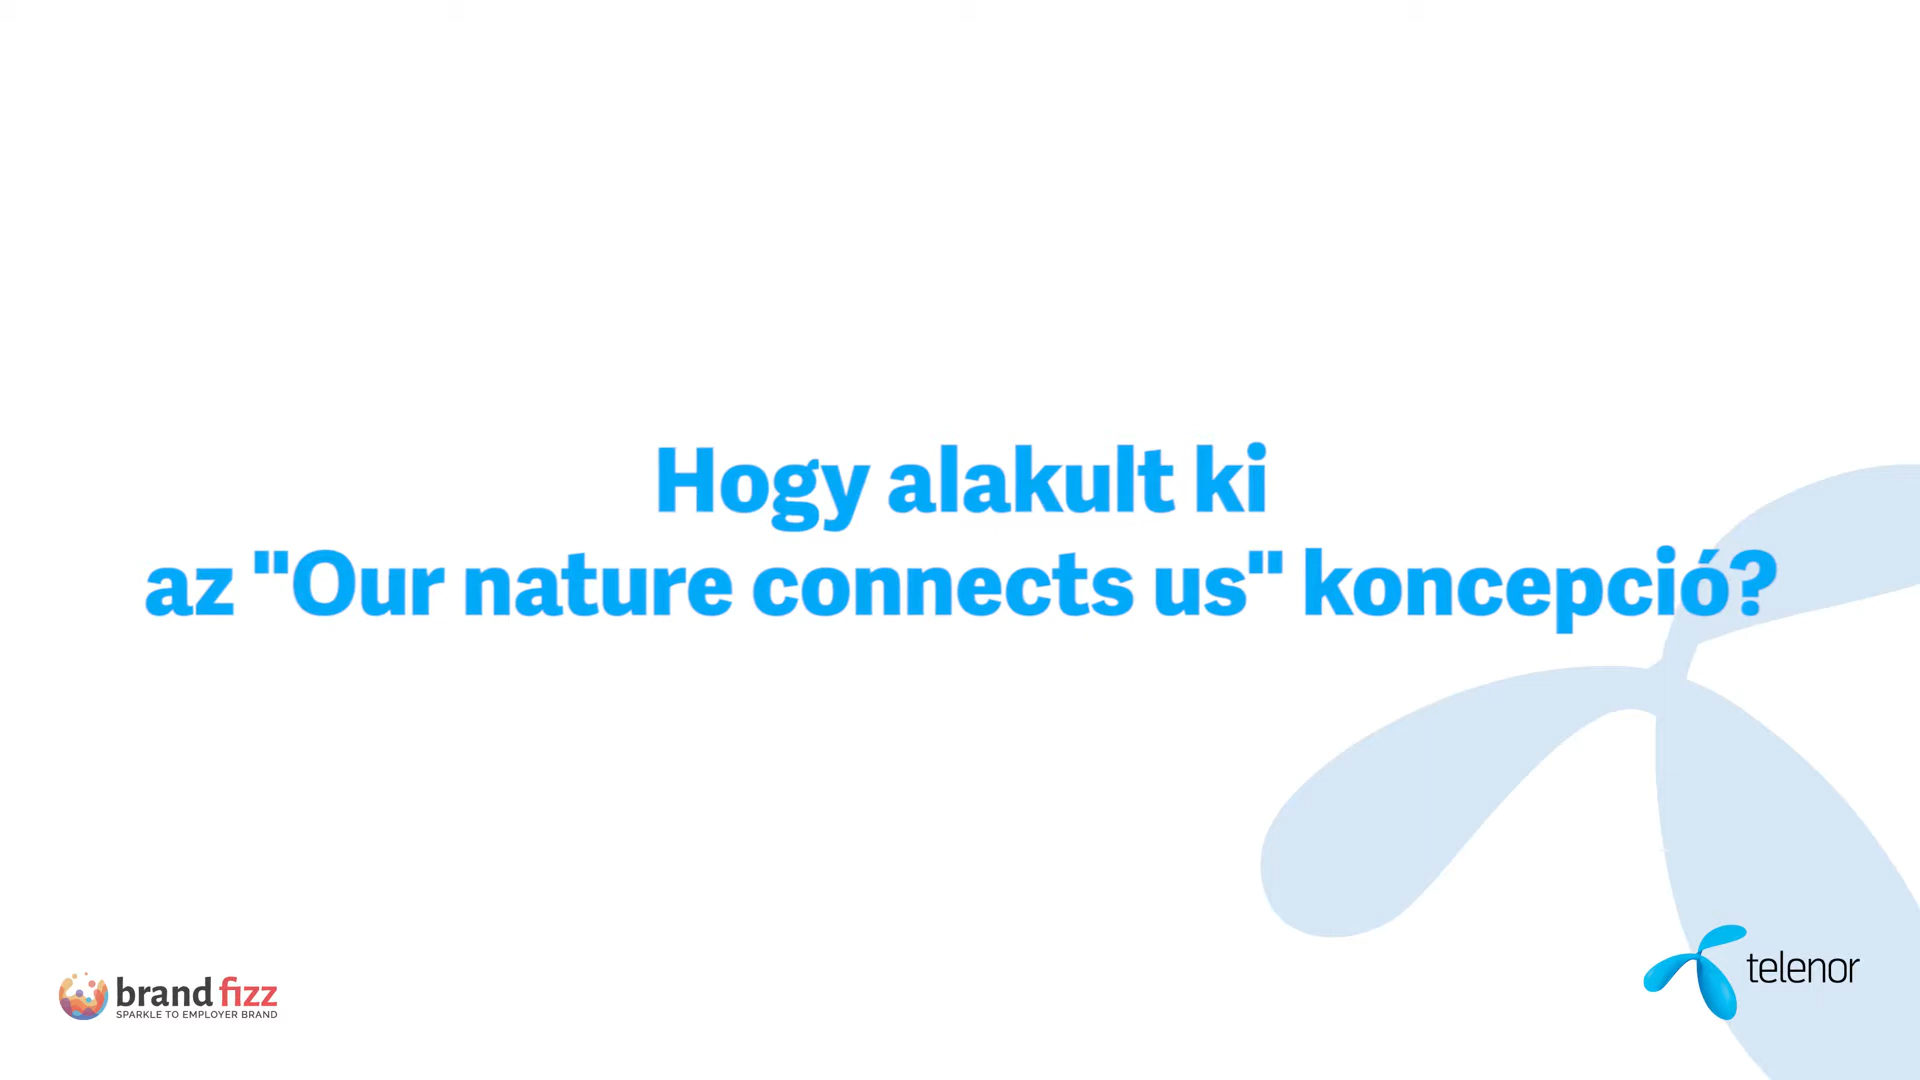 Hogy alakult ki
az "Our nature connects us" koncepció?
brand fizz
SPARKLE TO EMPLOYER BRAND
telenor